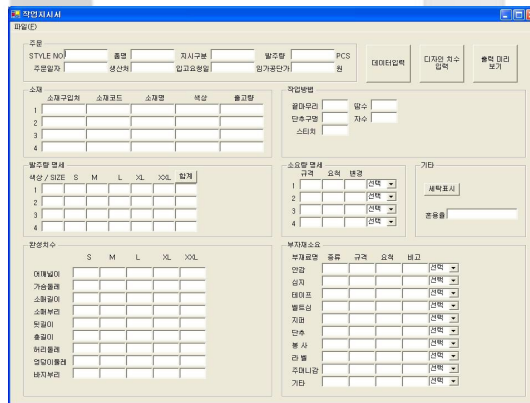 작업지시서
파일(F)
주문
STYLE NO 품명 지시구분 발주량 PCS
주문일자 생산처 입고요청일 임가공단가 원
데이터입력
디자인 치수
입력
출력 미리
보기
소재
소재구입처 소재코드 소재명 색상 출고량
1
2
3
4
작업방법
끝마무리 땀수
단추구멍 자수
스티치
발주량 명세
색상 / SIZE S M L XL XXL 합계
1
2
3
4
소요량 명세
규격 요척 변경
1 선택
2 선택
3 선택
4 선택
기타
세탁표시
혼용율
완성치수
S M L XL XXL
어깨넓이
가슴둘레
소매길이
소매부리
뒷길이
총길이
허리둘레
엉덩이둘레
바지부리
부자재소요
부재료명 종류 규격 요척 비고
안감 선택
심지 선택
테이프 선택
벨트심 선택
지퍼 선택
단추 선택
봉 사 선택
라 벨 선택
주머니감 선택
기타 선택